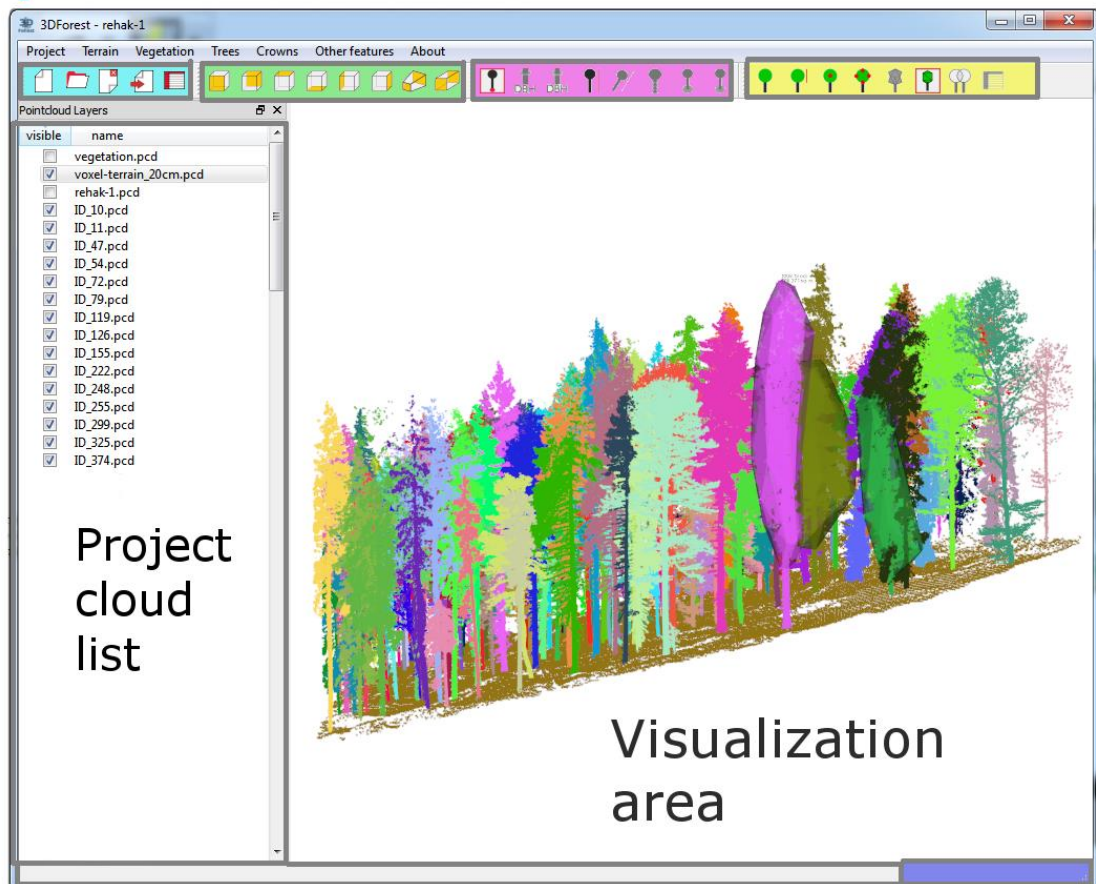 3DForest - rehak-1
Project Terrain Vegetation Trees Crowns Other features About
DBH DBH
Pointcloud Layers
visible name
vegetation.pcd
voxel-terrain_20cm.pcd
rehak-1.pcd
ID_10.pcd
ID_11.pcd
ID_47.pcd
ID_54.pcd
ID_72.pcd
ID_79.pcd
ID_119.pcd
ID_126.pcd
ID_155.pcd
ID_222.pcd
ID_248.pcd
ID_255.pcd
ID_299.pcd
ID_325.pcd
ID_374.pcd
Project
cloud
list
Visualization
area